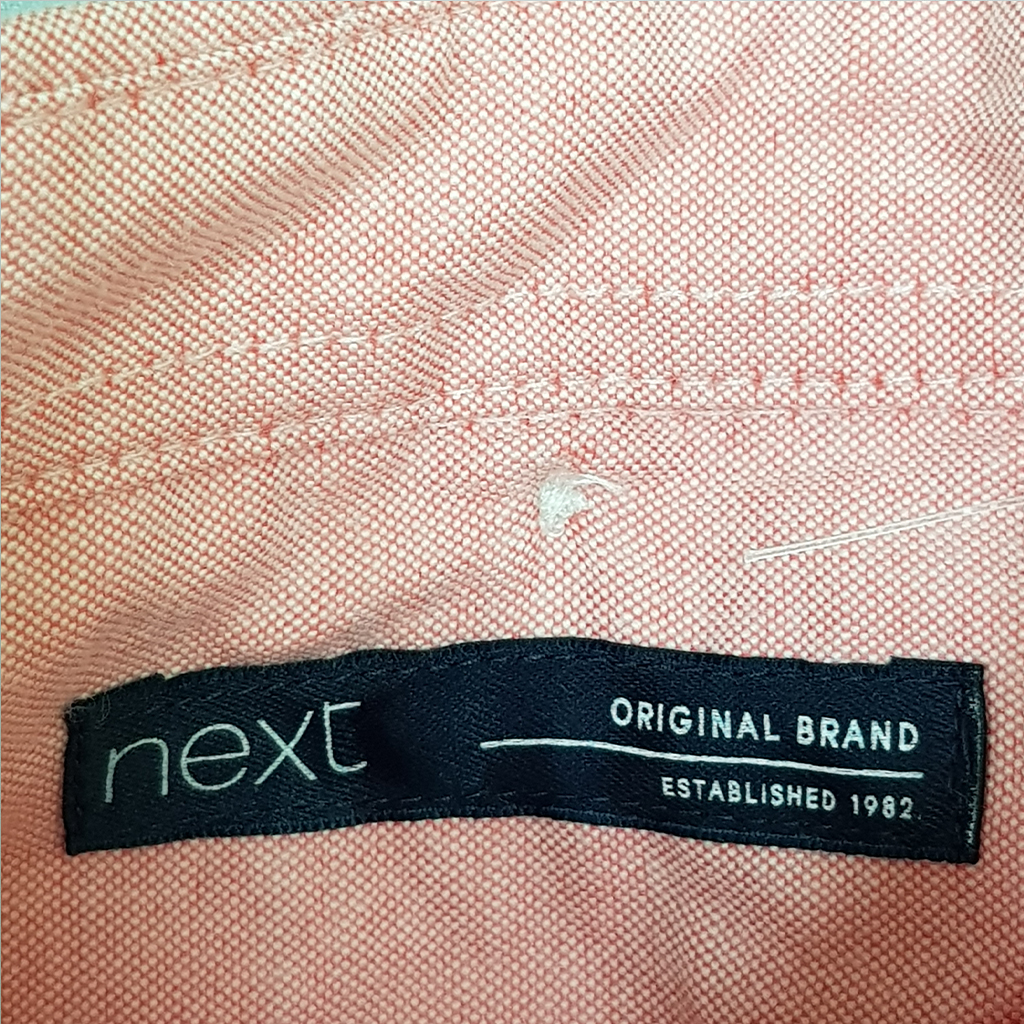 next
ORIGINAL BRAND
ESTABLISHED 1982